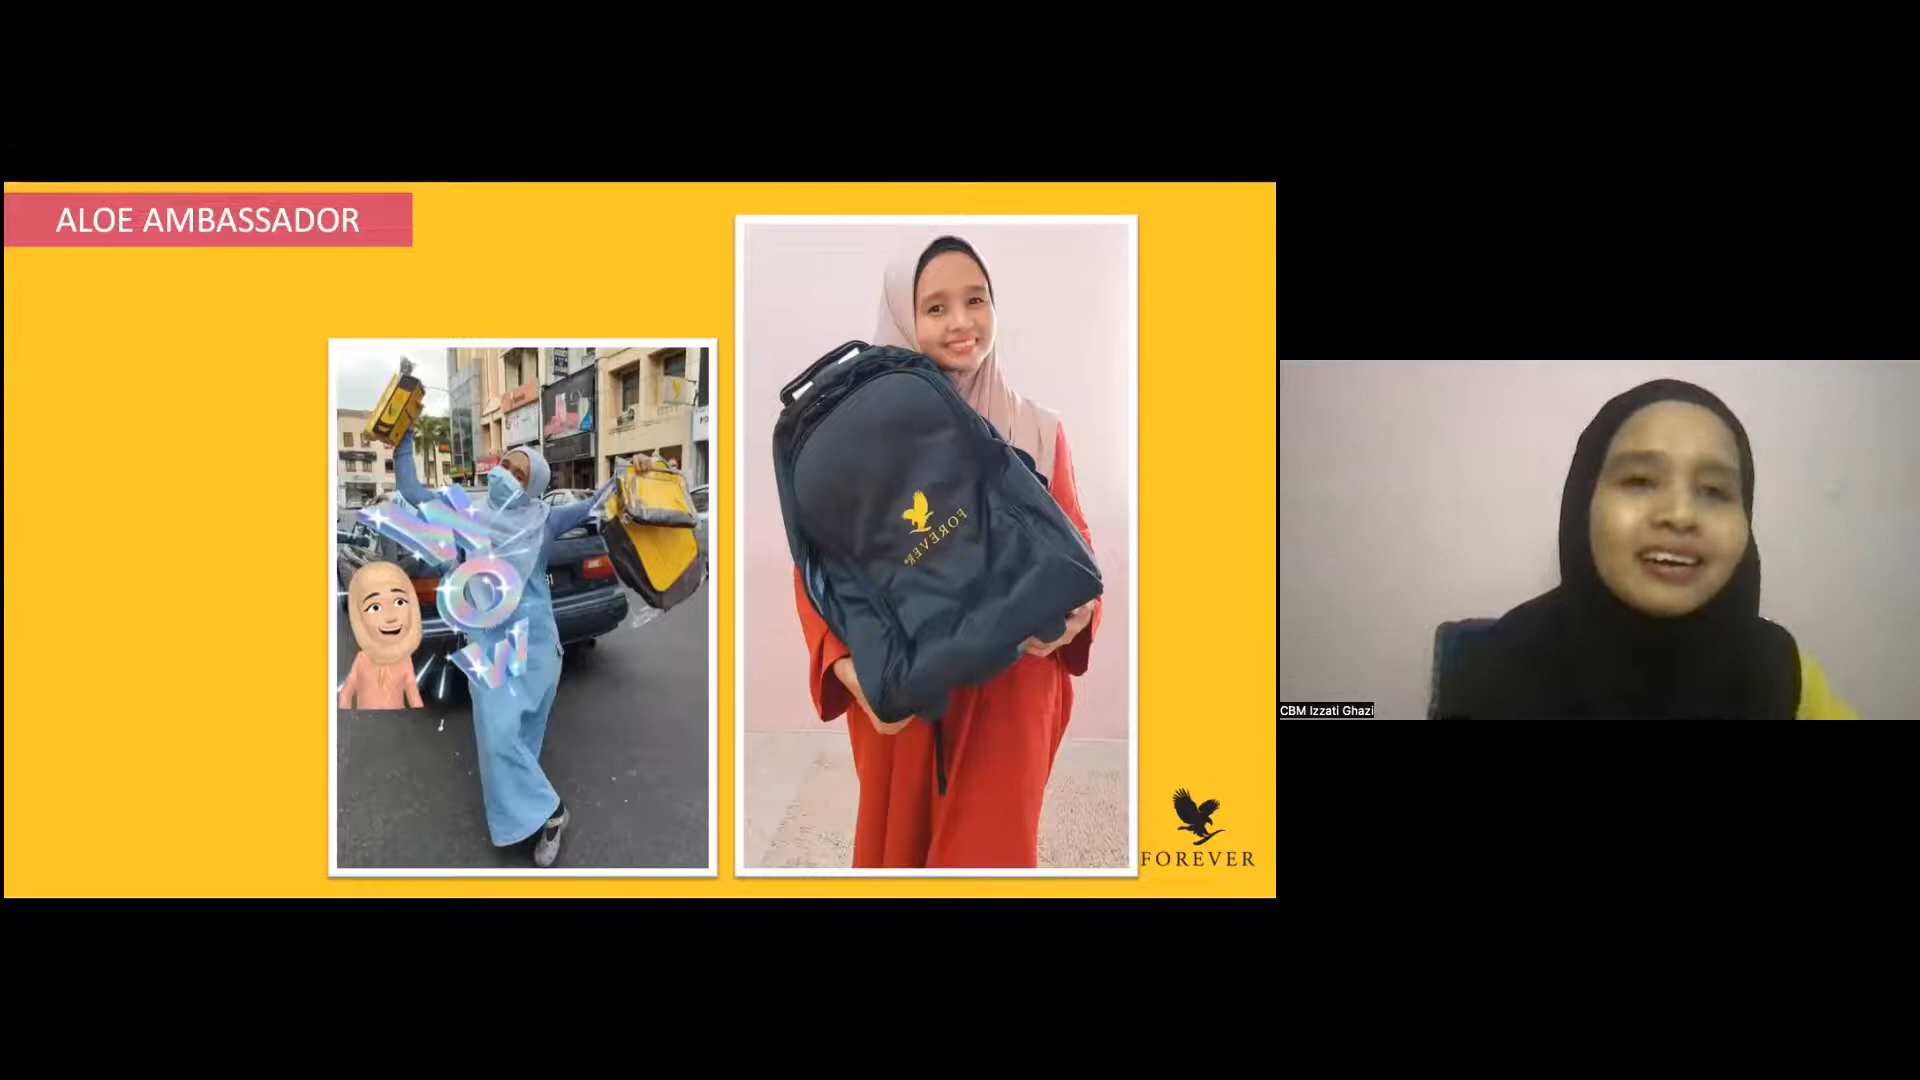 ALOE AMBASSADOR
WOW
FOREVER
FOREVER
CBM Izzati Ghazi